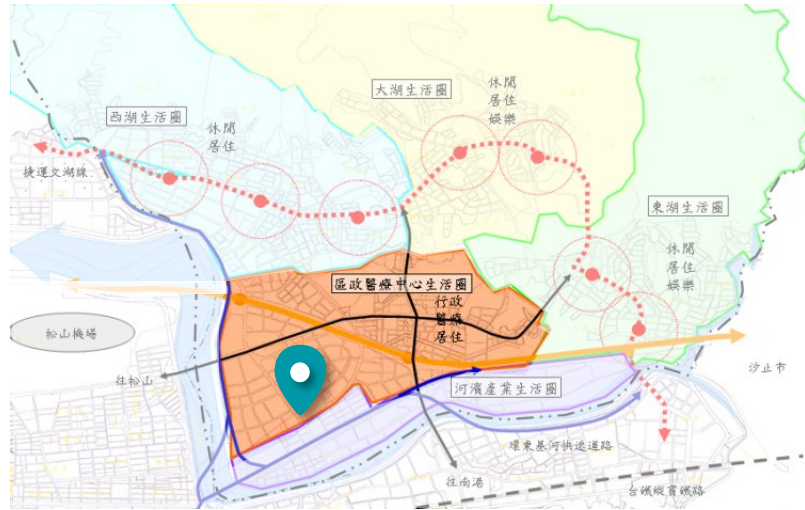 大湖生活圈
休閒
居住
娛樂
西湖生活圈
休閒
居住
捷運文湖線
東湖生活圈
休閒
居住
娛樂
區政醫療中心生活圈
行政
醫療
居住
松山機場
往松山
汐止市
河濱產業生活圈
環東基河快速道路
往南港
台鐵縱貫鐵路